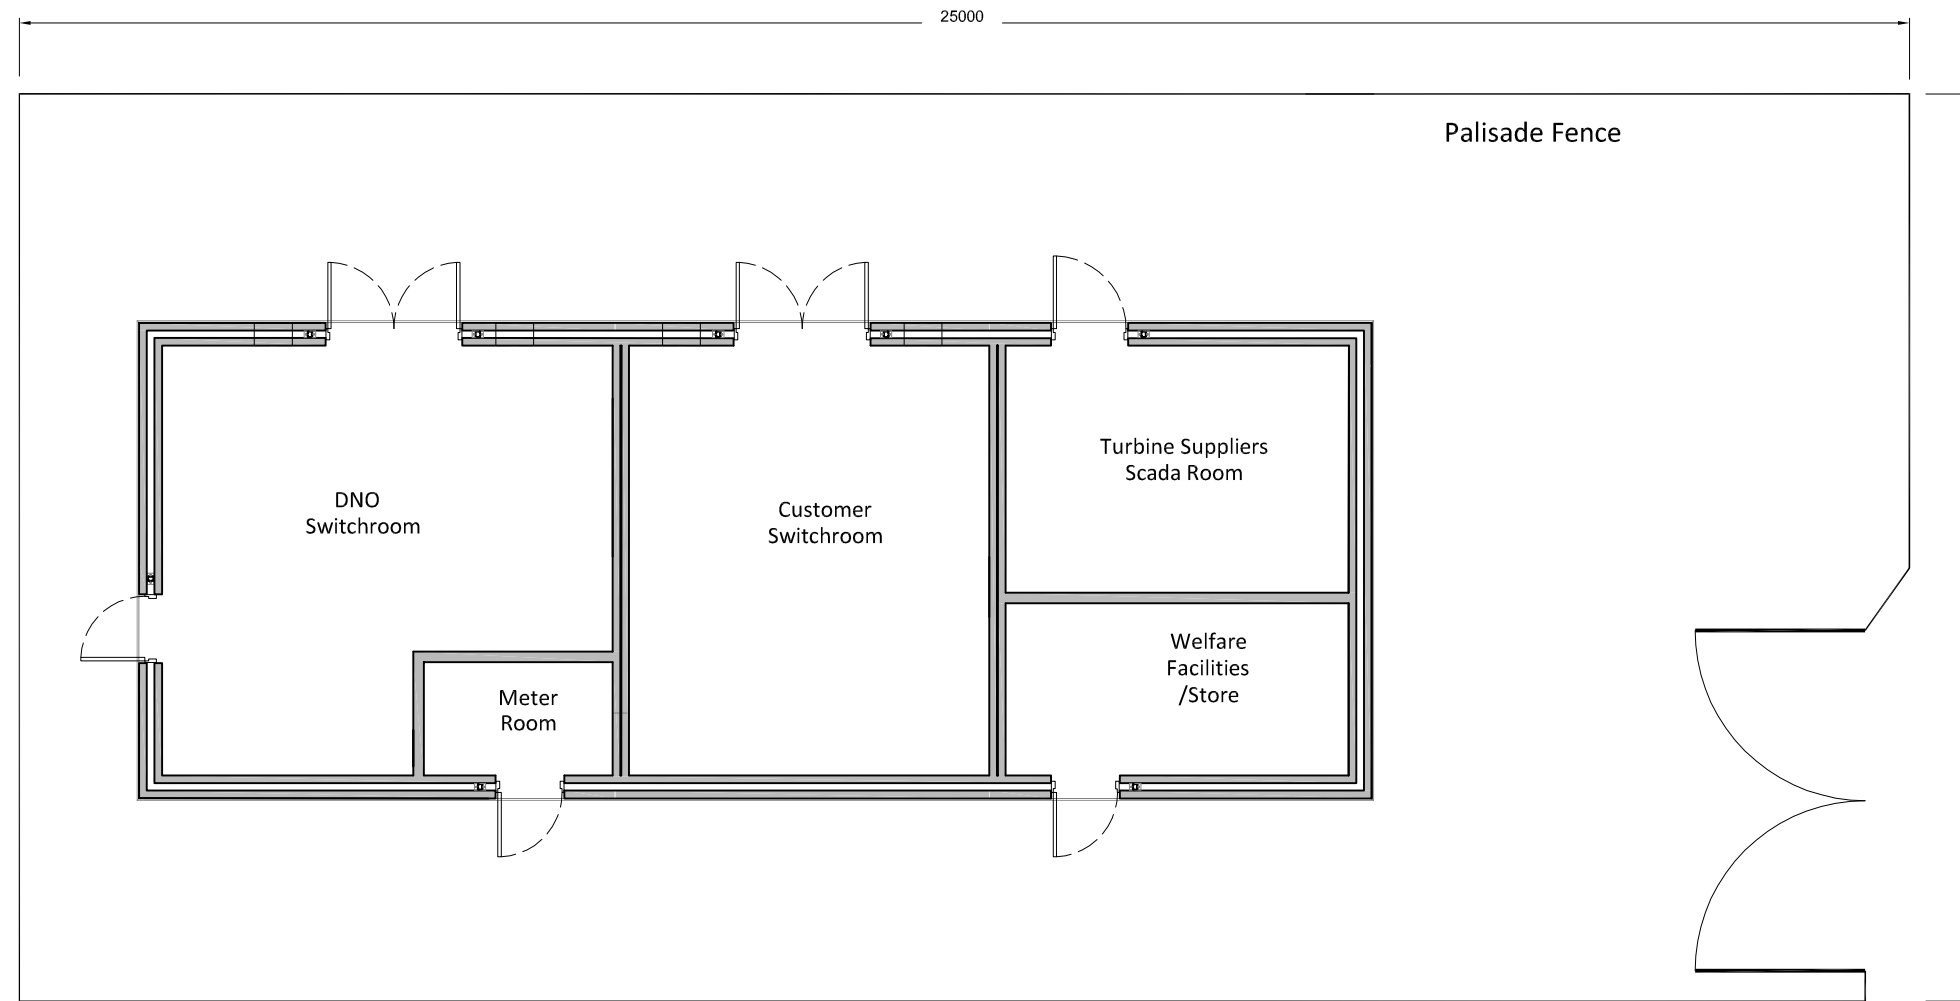 25000
Palisade Fence
DNO
Switchroom
Customer
Switchroom
Turbine Suppliers
Scada Room
Meter
Room
Welfare
Facilities
/Store